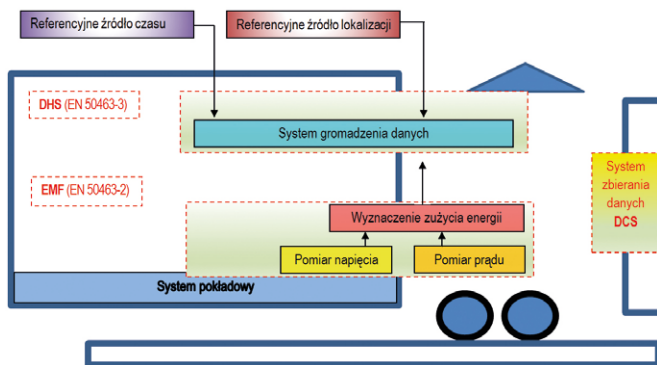 Referencyjne źródło czasu
Referencyjne źródło lokalizacji
DHS (EN 50463-3)
System gromadzenia danych
EMF (EN 50463-2)
System
zbierania
danych
DCS
Wyznaczenie zużycia energii
Pomiar napięcia
Pomiar prądu
System pokładowy